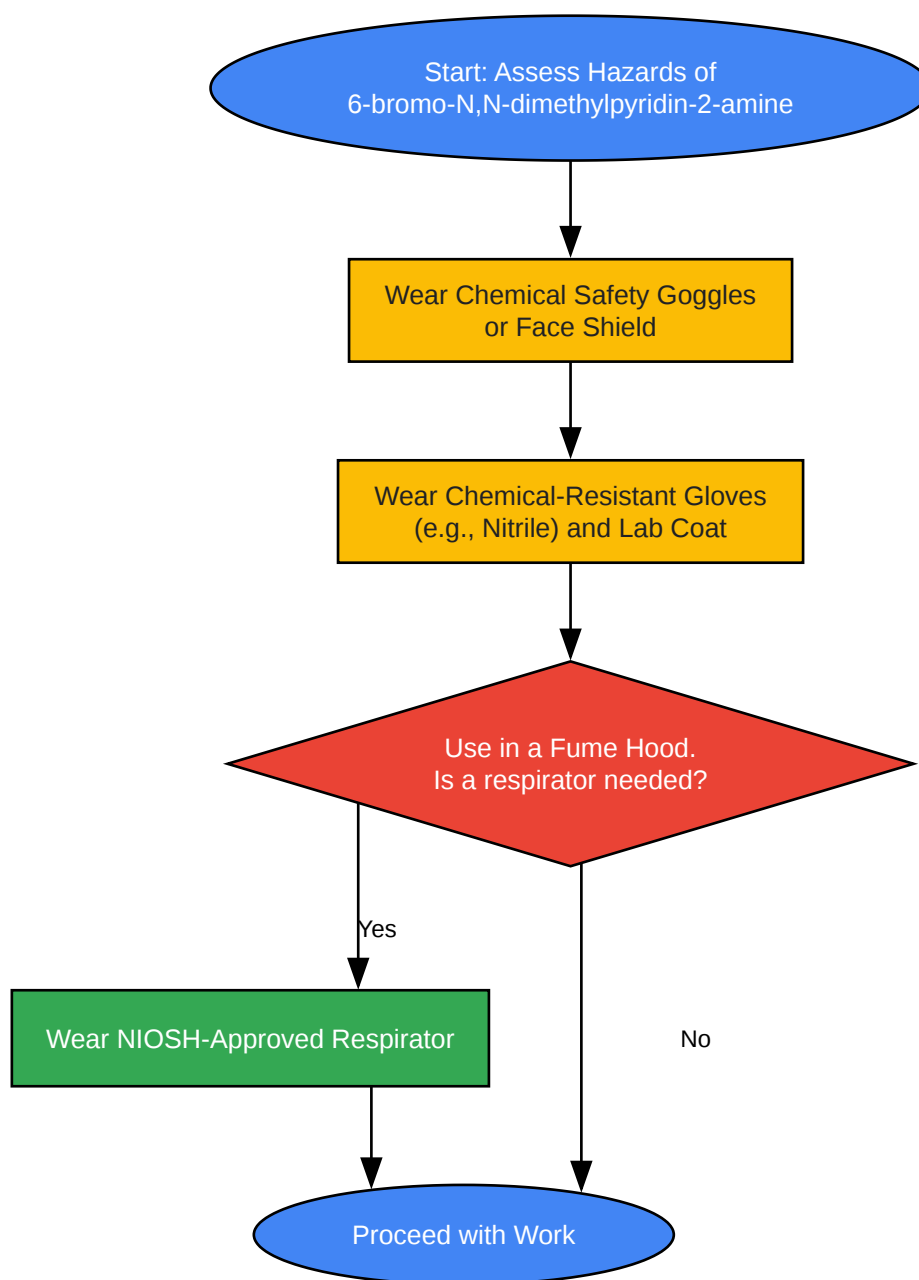 Start: Assess Hazards of
6-bromo-N,N-dimethylpyridin-2-amine
Wear Chemical Safety Goggles
or Face Shield
Wear Chemical-Resistant Gloves
(e.g., Nitrile) and Lab Coat
Use in a Fume Hood.
Is a respirator needed?
Yes
Wear NIOSH-Approved Respirator
No
Proceed with Work